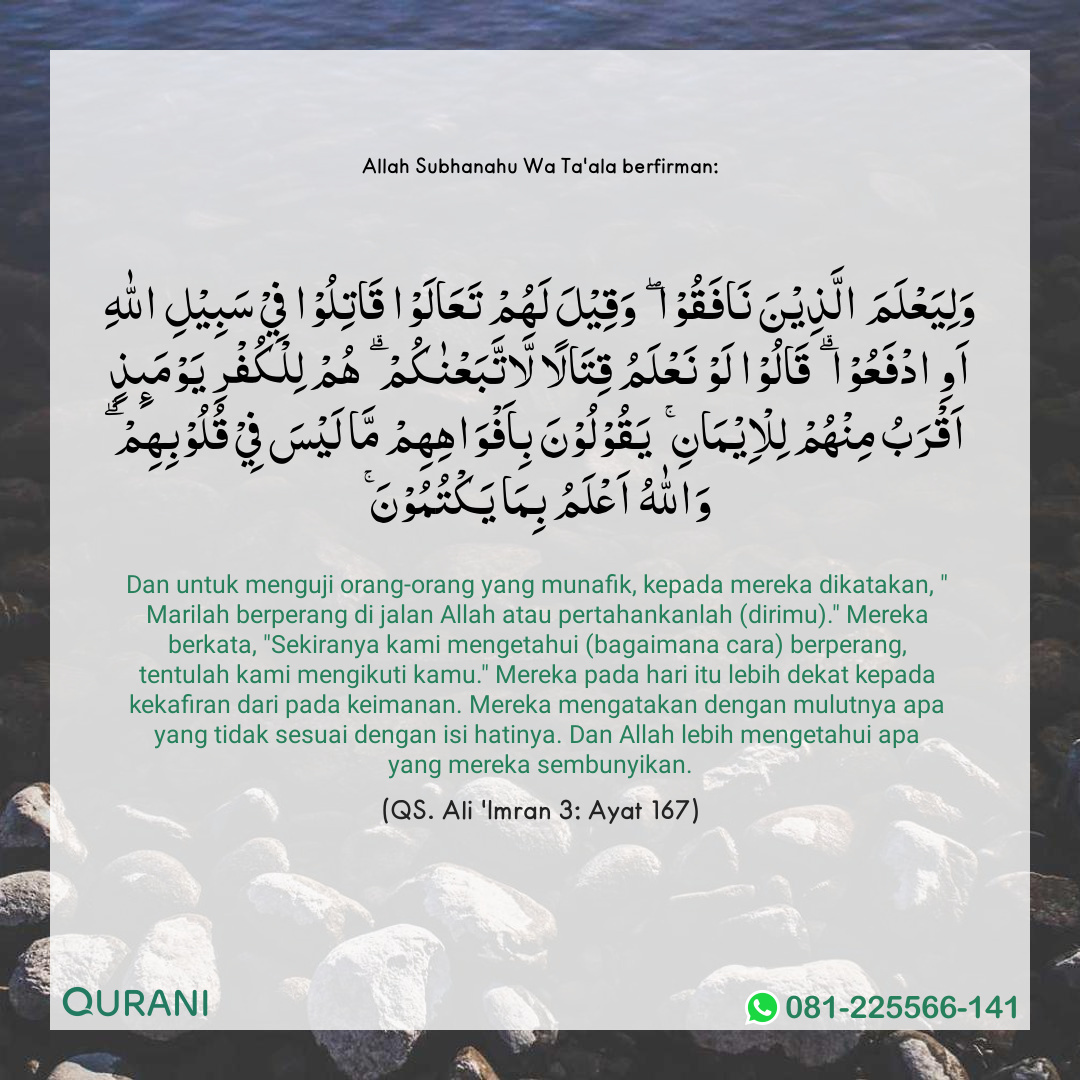 Allah Subhanahu Wa Ta'ala berfirman:
وَلِيَعْلَمَ الَّذِيْنَ نَافَقُوْا ۖ وَقِيْلَ لَهُمْ تَعَالَوْا قَاتِلُوْا فِيْ سَبِيْلِ اللّٰهِ
اَوِ ادْفَعُوْا ۗ قَالُوْا لَوْ نَعْلَمُ قِتَالًا لَّاتَّبَعْنٰكُمْ ۗ هُمْ لِلْكُفْرِ يَوْمَىِٕذٍ
اَقْرَبُ مِنْهُمْ لِلْاِيْمَانِ ۚ يَقُوْلُوْنَ بِاَفْوَاهِهِمْ مَّا لَيْسَ فِيْ قُلُوْبِهِمْ ۗ
وَاللّٰهُ اَعْلَمُ بِمَا يَكْتُمُوْنَ ۚ
Dan untuk menguji orang-orang yang munafik, kepada mereka dikatakan, "
Marilah berperang di jalan Allah atau pertahankanlah (dirimu)." Mereka
berkata, "Sekiranya kami mengetahui (bagaimana cara) berperang,
tentulah kami mengikuti kamu." Mereka pada hari itu lebih dekat kepada
kekafiran dari pada keimanan. Mereka mengatakan dengan mulutnya apa
yang tidak sesuai dengan isi hatinya. Dan Allah lebih mengetahui apa
yang mereka sembunyikan.
(QS. Ali 'Imran 3: Ayat 167)
QURANI
081-225566-141